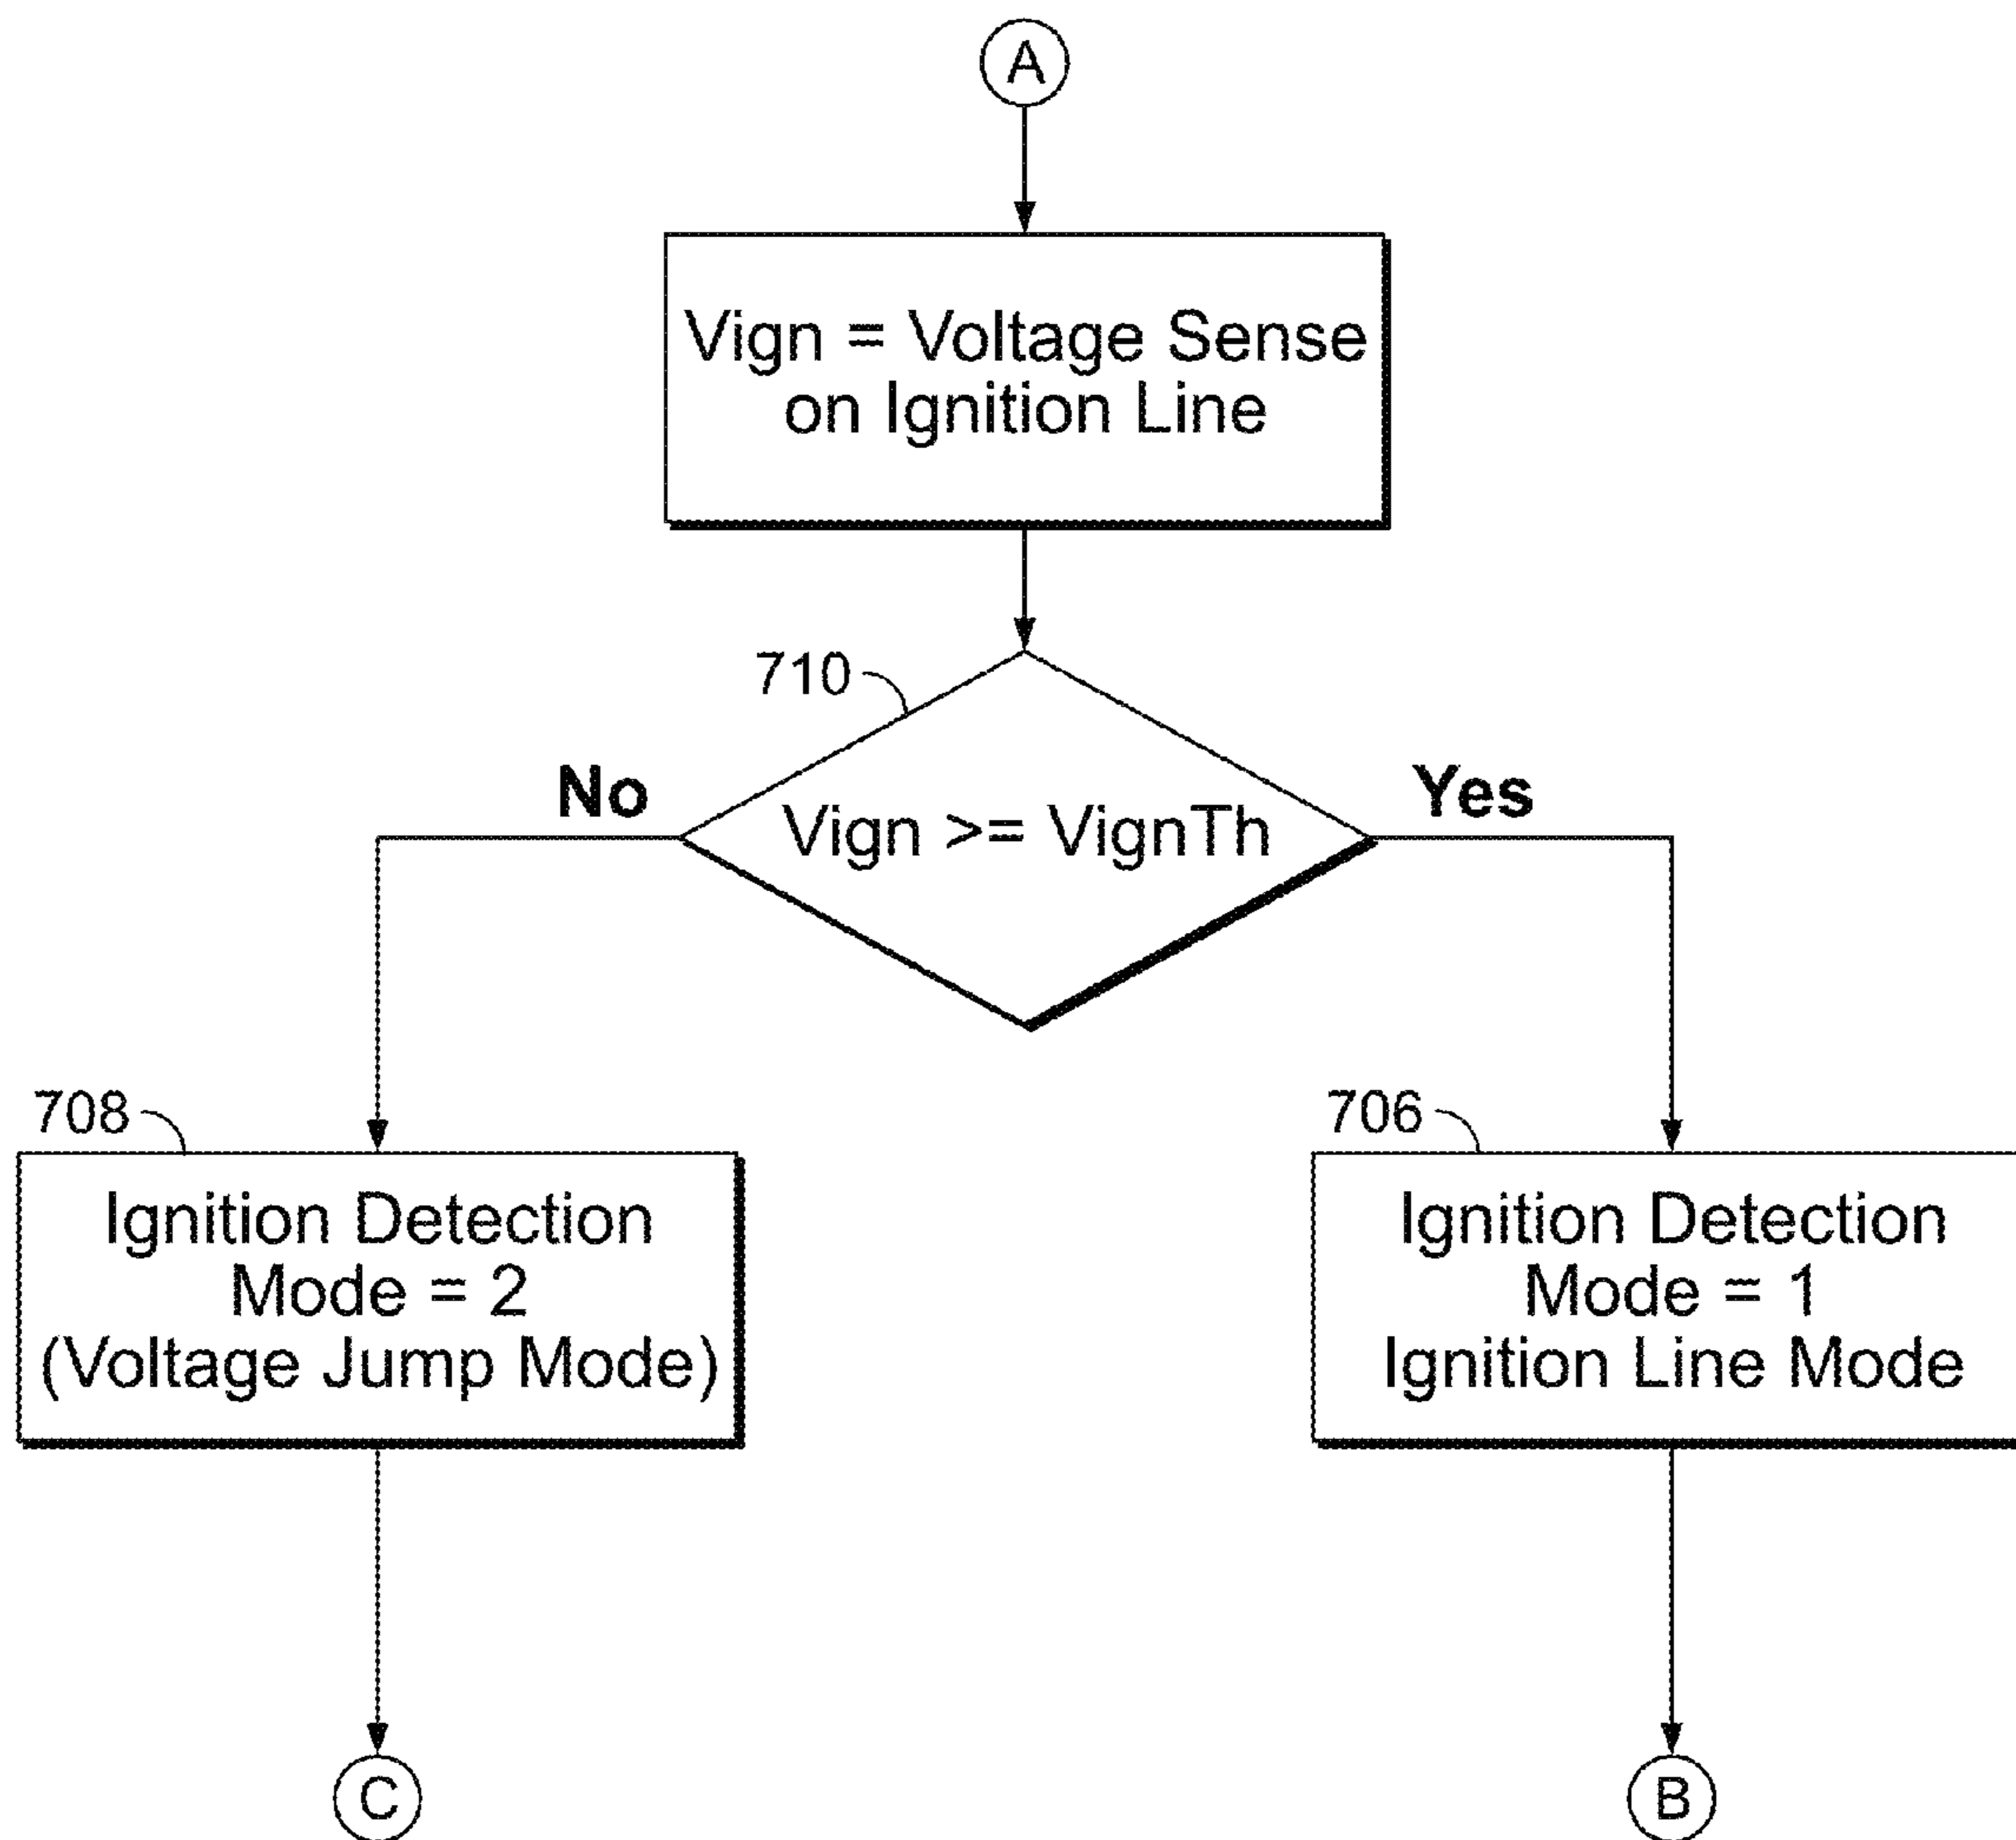 A
Vign = Voltage Sense
on Ignition Line
710
No
Vign >= VignTh
Yes
708
Ignition Detection
Mode = 2
(Voltage Jump Mode)
706
Ignition Detection
Mode = 1
Ignition Line Mode
C
B